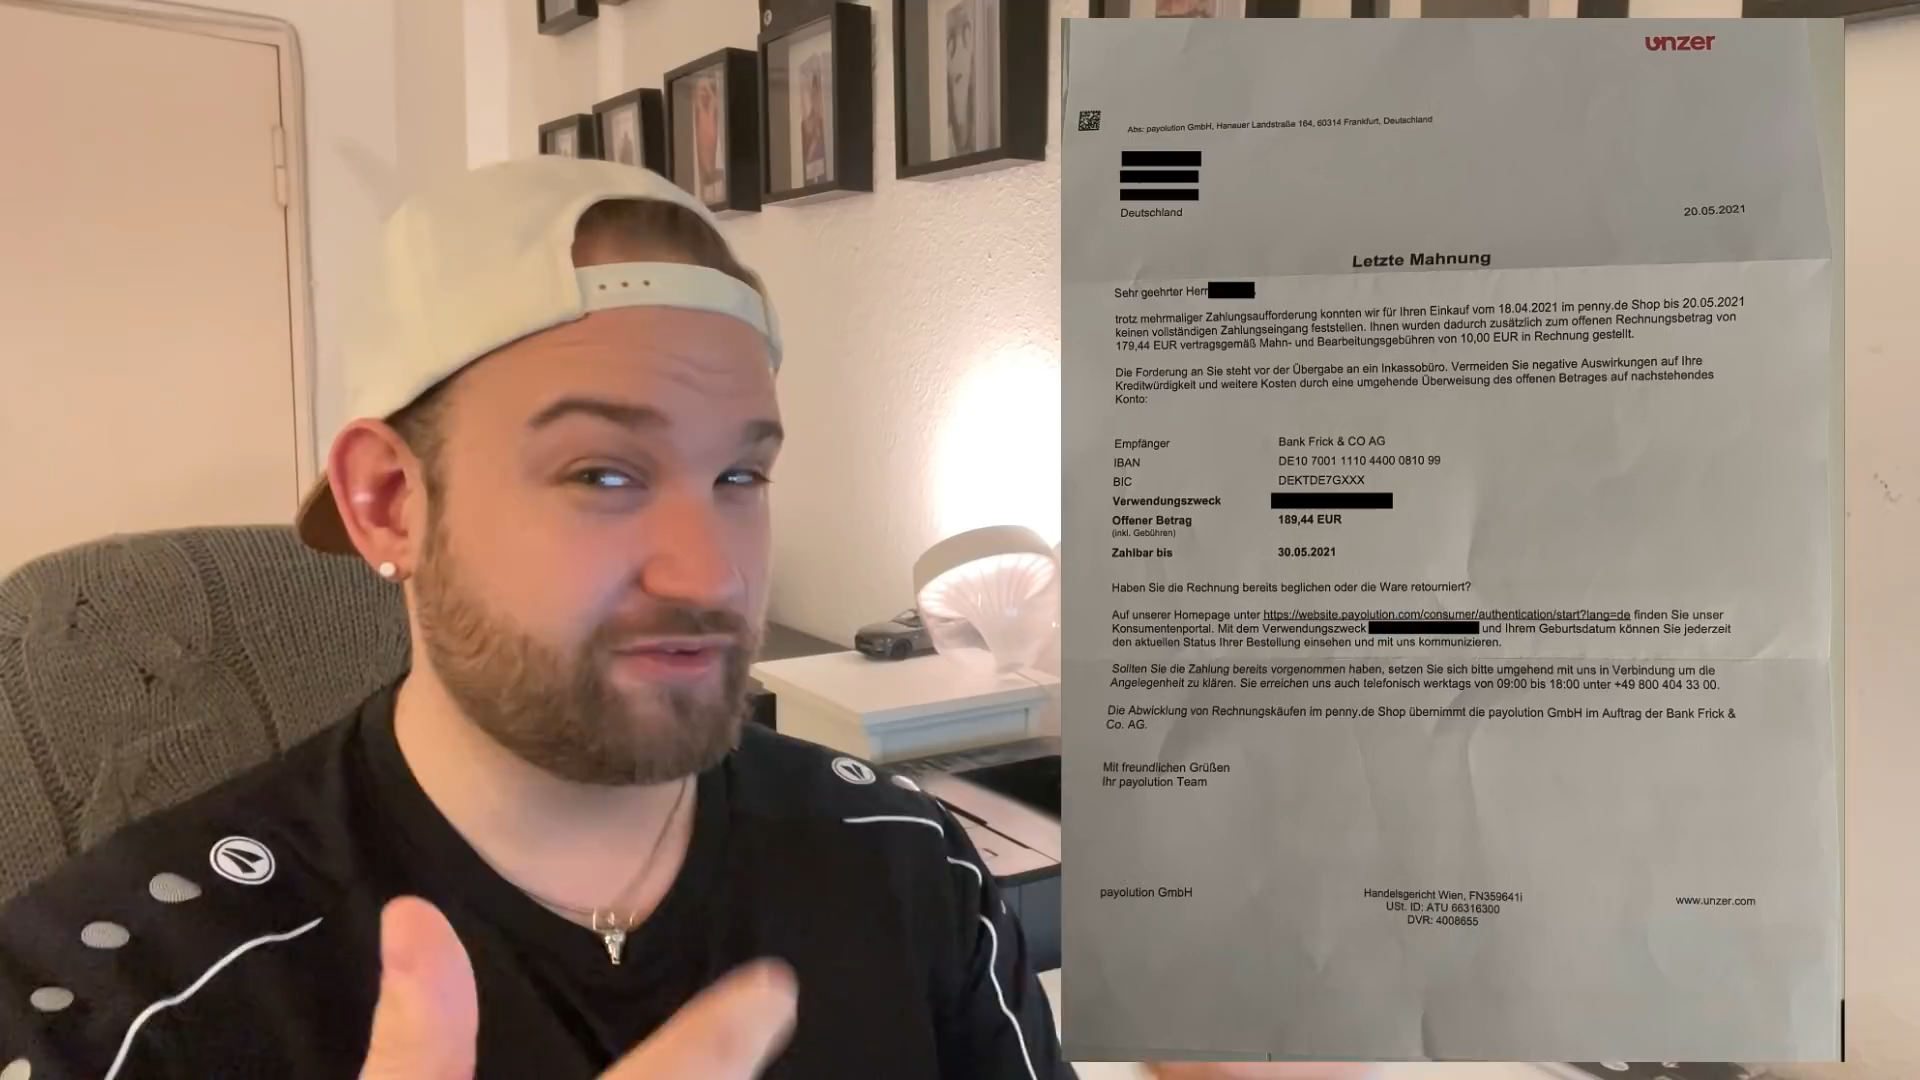 unzer
Abs: payolution GmbH, Hanauer Landstraße 164, 60314 Frankfurt, Deutschland
Deutschland
20.05.2021
Letzte Mahnung
Sehr geehrter Herr
trotz mehrmaliger Zahlungsaufforderung konnten wir für Ihren Einkauf vom 18.04.2021 im penny.de Shop bis 20.05.2021
keinen vollständigen Zahlungseingang feststellen. Ihnen wurden dadurch zusätzlich zum offenen Rechnungsbetrag von
179,44 EUR vertragsgemäß Mahn- und Bearbeitungsgebühren von 10,00 EUR in Rechnung gestellt.
Die Forderung an Sie steht vor der Übergabe an ein Inkassobüro. Vermeiden Sie negative Auswirkungen auf Ihre
Kreditwürdigkeit und weitere Kosten durch eine umgehende Überweisung des offenen Betrages auf nachstehendes
Konto:
Empfänger Bank Frick & CO AG
IBAN DE10 7001 1110 4400 0810 99
BIC DEKTDE7GXXX
Verwendungszweck
Offener Betrag 189,44 EUR
(inkl. Gebühren)
Zahlbar bis 30.05.2021
Haben Sie die Rechnung bereits beglichen oder die Ware retourniert?
Auf unserer Homepage unter https://website.payolution.com/consumer/authentication/start?lang=de finden Sie unser
Konsumentenportal. Mit dem Verwendungszweck und Ihrem Geburtsdatum können Sie jederzeit
den aktuellen Status Ihrer Bestellung einsehen und mit uns kommunizieren.
Sollten Sie die Zahlung bereits vorgenommen haben, setzen Sie sich bitte umgehend mit uns in Verbindung um die
Angelegenheit zu klären. Sie erreichen uns auch telefonisch werktags von 09:00 bis 18:00 unter +49 800 404 33 00.
Die Abwicklung von Rechnungskäufen im penny.de Shop übernimmt die payolution GmbH im Auftrag der Bank Frick &
Co. AG.
Mit freundlichen Grüßen
Ihr payolution Team
payolution GmbH
Handelsgericht Wien, FN359641i
USt. ID: ATU 66316300
DVR: 4008655
www.unzer.com